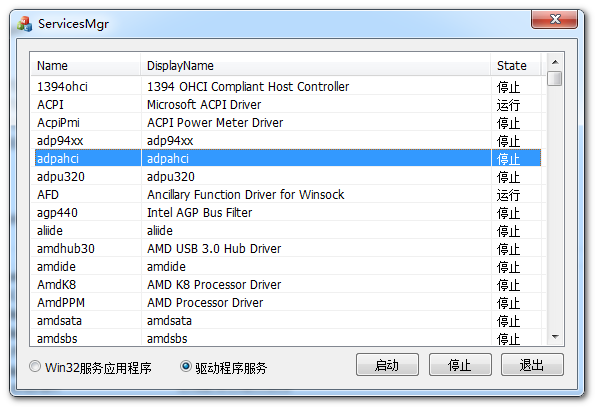 ServicesMgr
Name DisplayName State
1394ohci 1394 OHCI Compliant Host Controller 停止
ACPI Microsoft ACPI Driver 运行
AcpiPmi ACPI Power Meter Driver 停止
adp94xx adp94xx 停止
adpahci adpahci 停止
adpu320 adpu320 停止
AFD Ancillary Function Driver for Winsock 运行
agp440 Intel AGP Bus Filter 停止
aliide aliide 停止
amdhub30 AMD USB 3.0 Hub Driver 停止
amdide amdide 停止
AmdK8 AMD K8 Processor Driver 停止
AmdPPM AMD Processor Driver 停止
amdsata amdsata 停止
amdsbs amdsbs 停止
Win32服务应用程序 驱动程序服务 启动 停止 退出